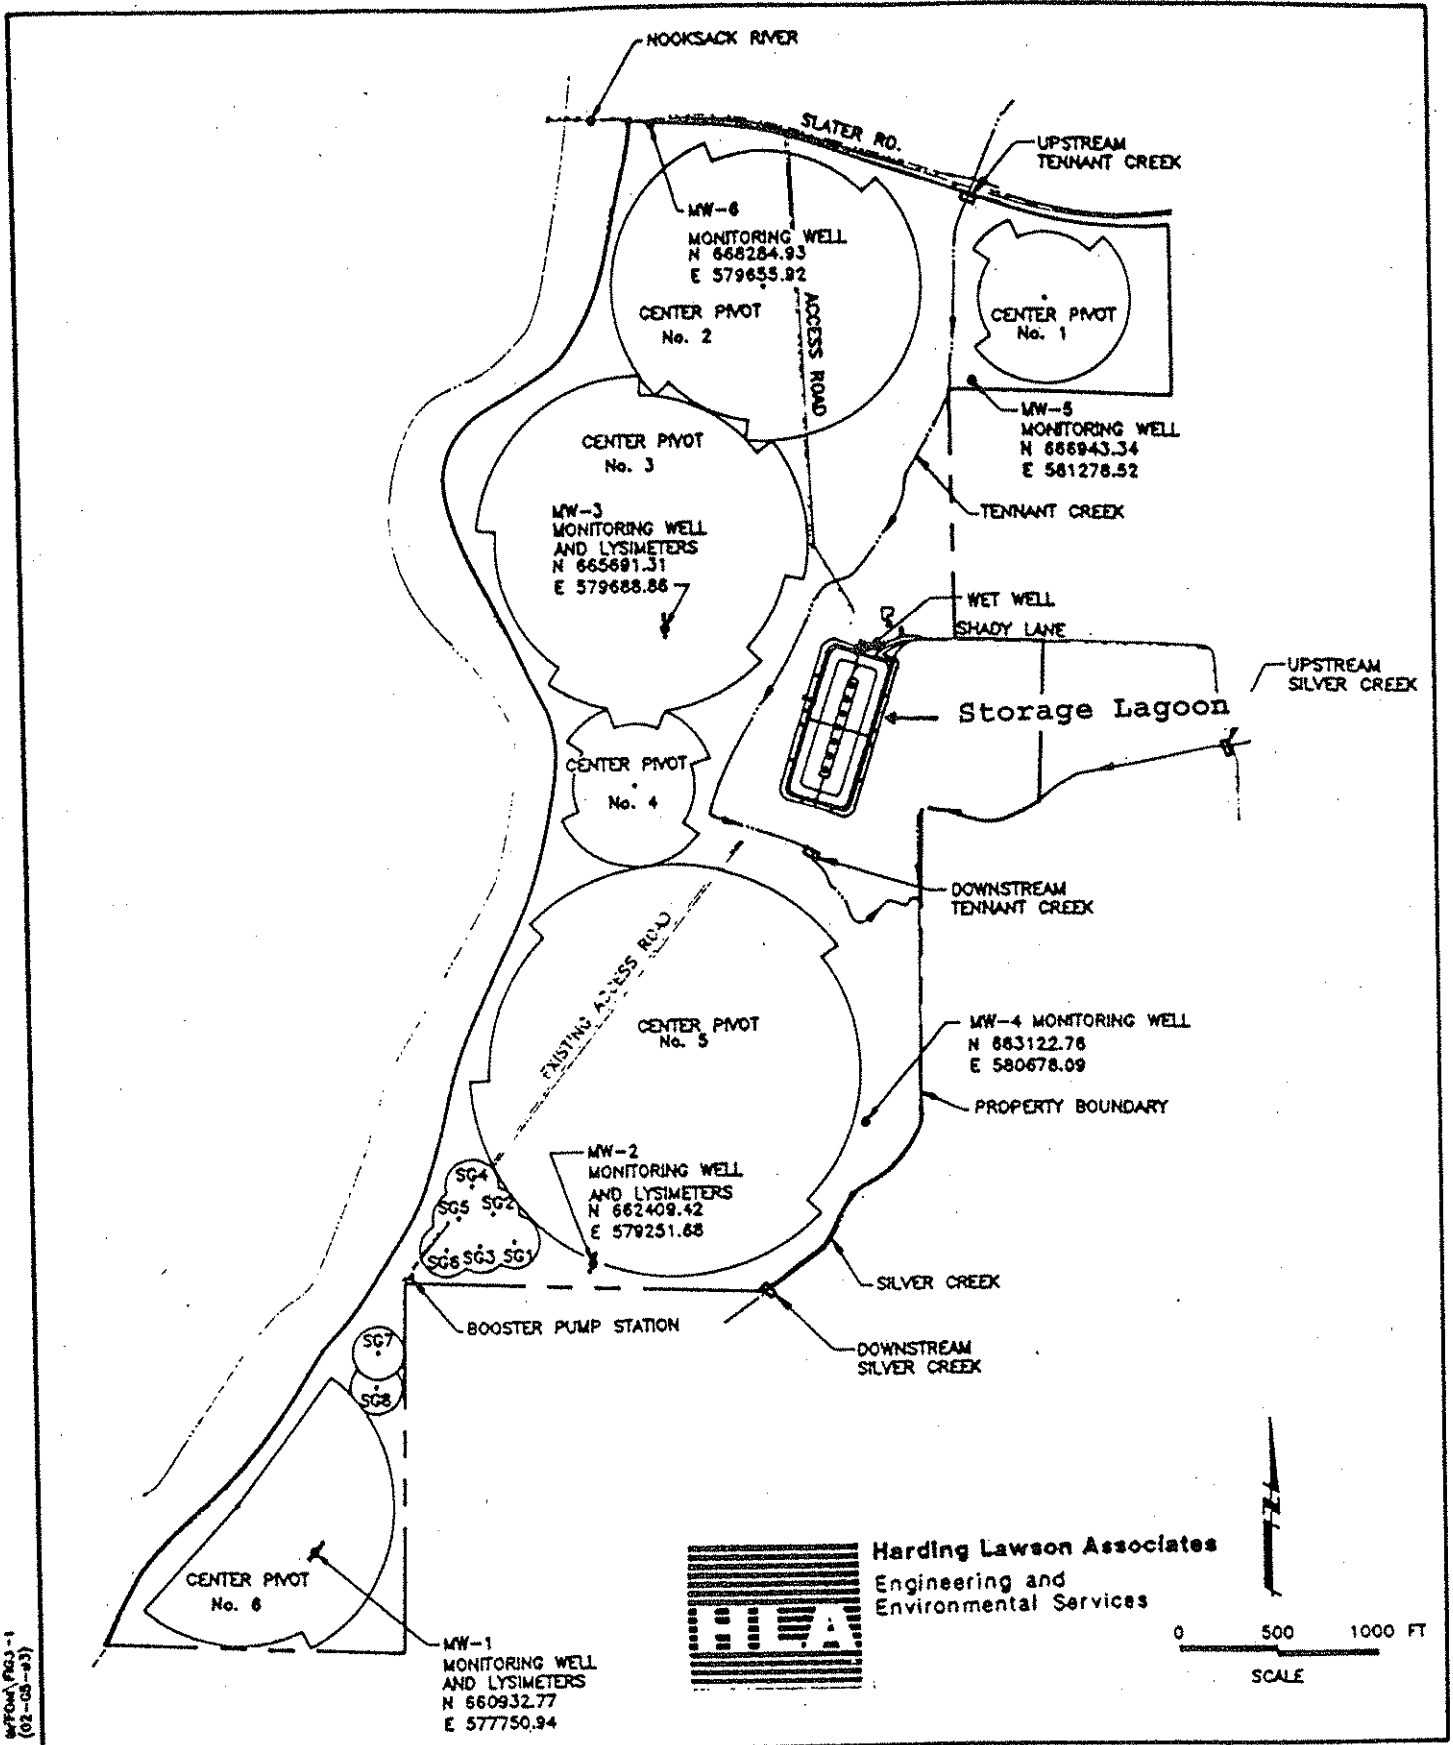 NOOKSACK RIVER
SLATER RD.
UPSTREAM
TENNANT CREEK
MW-6
MONITORING WELL
N 668284.93
E 579655.92
CENTER PIVOT
No. 2
ACCESS ROAD
CENTER PIVOT
No. 1
MW-5
MONITORING WELL
N 666943.34
E 581278.52
CENTER PIVOT
No. 3
TENNANT CREEK
MW-3
MONITORING WELL
AND LYSIMETERS
N 665691.31
E 579688.86
WET WELL
SHADY LANE
UPSTREAM
SILVER CREEK
Storage Lagoon
CENTER PIVOT
No. 4
DOWNSTREAM
TENNANT CREEK
EXISTING ACCESS ROAD
CENTER PIVOT
No. 5
MW-4 MONITORING WELL
N 663122.76
E 580678.09
PROPERTY BOUNDARY
MW-2
MONITORING WELL
AND LYSIMETERS
N 662409.42
E 579251.68
SG4
SG5 SG2
SG6 SG3 SG1
SILVER CREEK
BOOSTER PUMP STATION
DOWNSTREAM
SILVER CREEK
SG7
SG8
CENTER PIVOT
No. 6
MW-1
MONITORING WELL
AND LYSIMETERS
N 660932.77
E 577750.94
HLA
Harding Lawson Associates
Engineering and
Environmental Services
N
0 500 1000 FT
SCALE
(02-05-93)